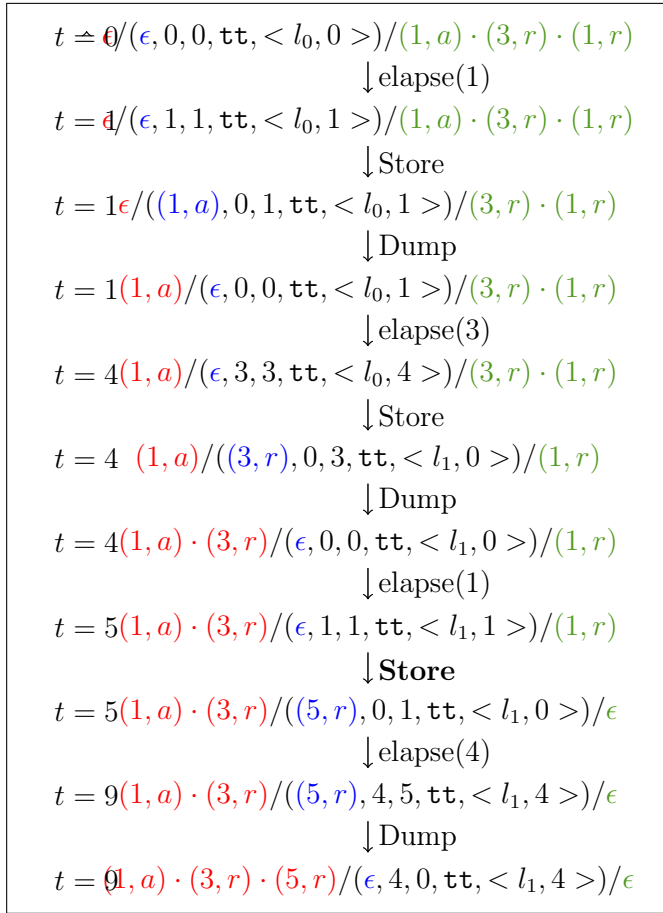 t = 0 ϵ/(ϵ, 0, 0, tt, < l₀, 0 >)/(1, a) · (3, r) · (1, r)
↓ elapse(1)
t = 1 ϵ/(ϵ, 1, 1, tt, < l₀, 1 >)/(1, a) · (3, r) · (1, r)
↓ Store
t = 1 ϵ/((1, a), 0, 1, tt, < l₀, 1 >)/(3, r) · (1, r)
↓ Dump
t = 1 (1, a)/(ϵ, 0, 0, tt, < l₀, 1 >)/(3, r) · (1, r)
↓ elapse(3)
t = 4 (1, a)/(ϵ, 3, 3, tt, < l₀, 4 >)/(3, r) · (1, r)
↓ Store
t = 4 (1, a)/((3, r), 0, 3, tt, < l₁, 0 >)/(1, r)
↓ Dump
t = 4 (1, a) · (3, r)/(ϵ, 0, 0, tt, < l₁, 0 >)/(1, r)
↓ elapse(1)
t = 5 (1, a) · (3, r)/(ϵ, 1, 1, tt, < l₁, 1 >)/(1, r)
↓ Store
t = 5 (1, a) · (3, r)/((5, r), 0, 1, tt, < l₁, 0 >)/ϵ
↓ elapse(4)
t = 9 (1, a) · (3, r)/((5, r), 4, 5, tt, < l₁, 4 >)/ϵ
↓ Dump
t = 9 (1, a) · (3, r) · (5, r)/(ϵ, 4, 0, tt, < l₁, 4 >)/ϵ